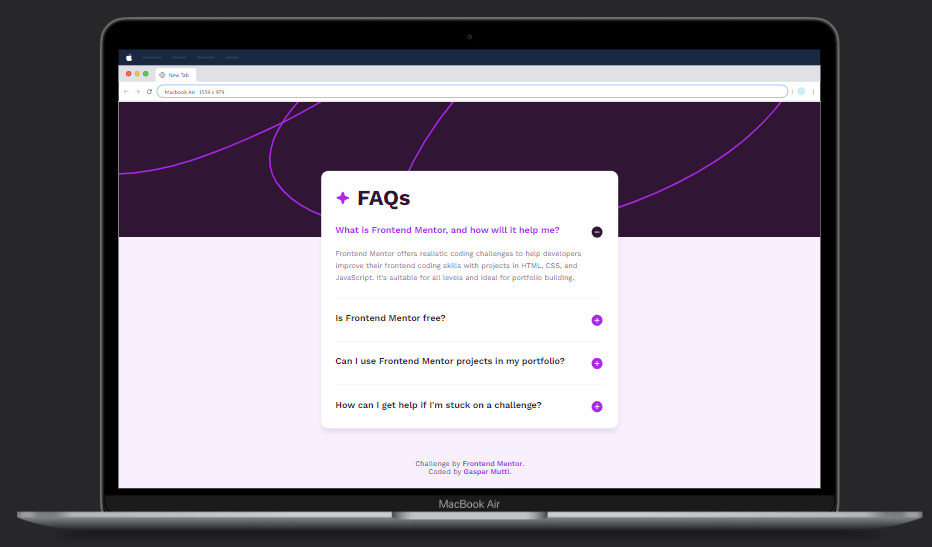 New Tab
Macbook Air 1559 x 979
FAQs
What is Frontend Mentor, and how will it help me?
Frontend Mentor offers realistic coding challenges to help developers
improve their frontend coding skills with projects in HTML, CSS, and
JavaScript. It's suitable for all levels and ideal for portfolio building.
Is Frontend Mentor free?
Can I use Frontend Mentor projects in my portfolio?
How can I get help if I'm stuck on a challenge?
Challenge by Frontend Mentor.
Coded by Gaspar Mutti.
MacBook Air